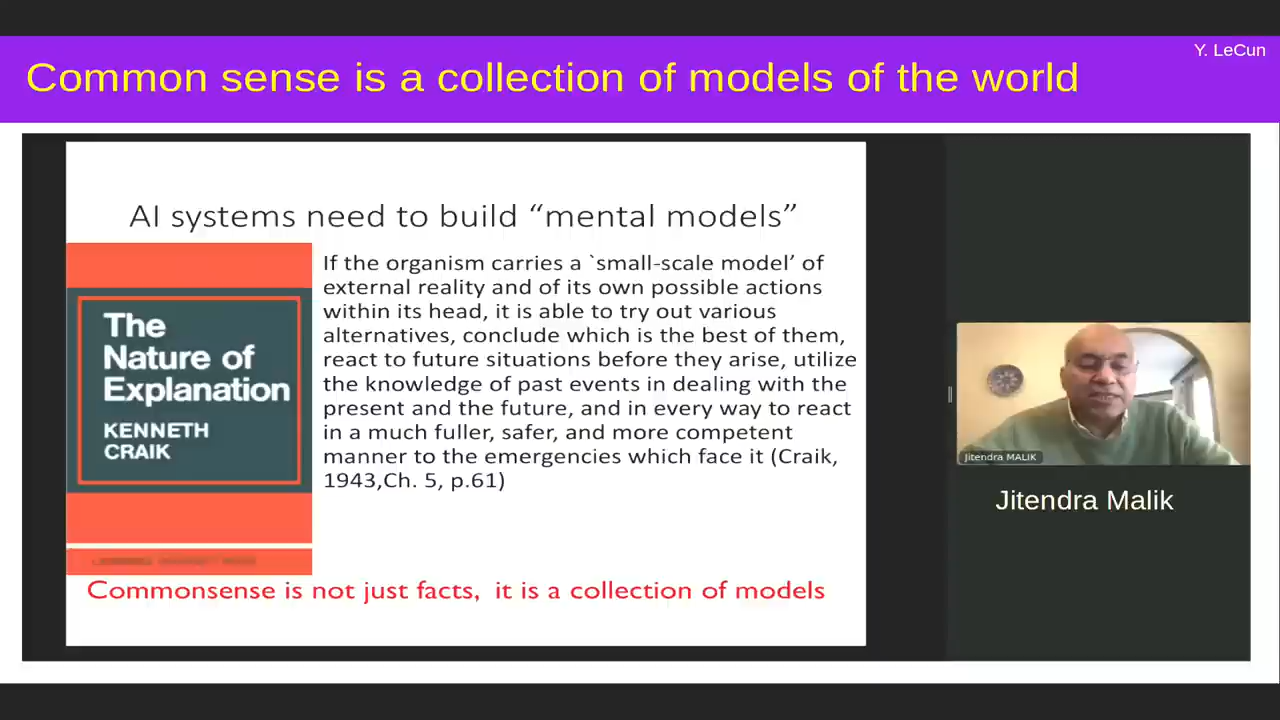 Y. LeCun
Common sense is a collection of models of the world
AI systems need to build “mental models”
The
Nature of
Explanation
KENNETH
CRAIK
If the organism carries a `small-scale model’ of
external reality and of its own possible actions
within its head, it is able to try out various
alternatives, conclude which is the best of them,
react to future situations before they arise, utilize
the knowledge of past events in dealing with the
present and the future, and in every way to react
in a much fuller, safer, and more competent
manner to the emergencies which face it (Craik,
1943,Ch. 5, p.61)
Commonsense is not just facts, it is a collection of models
Jitendra MALIK
Jitendra Malik